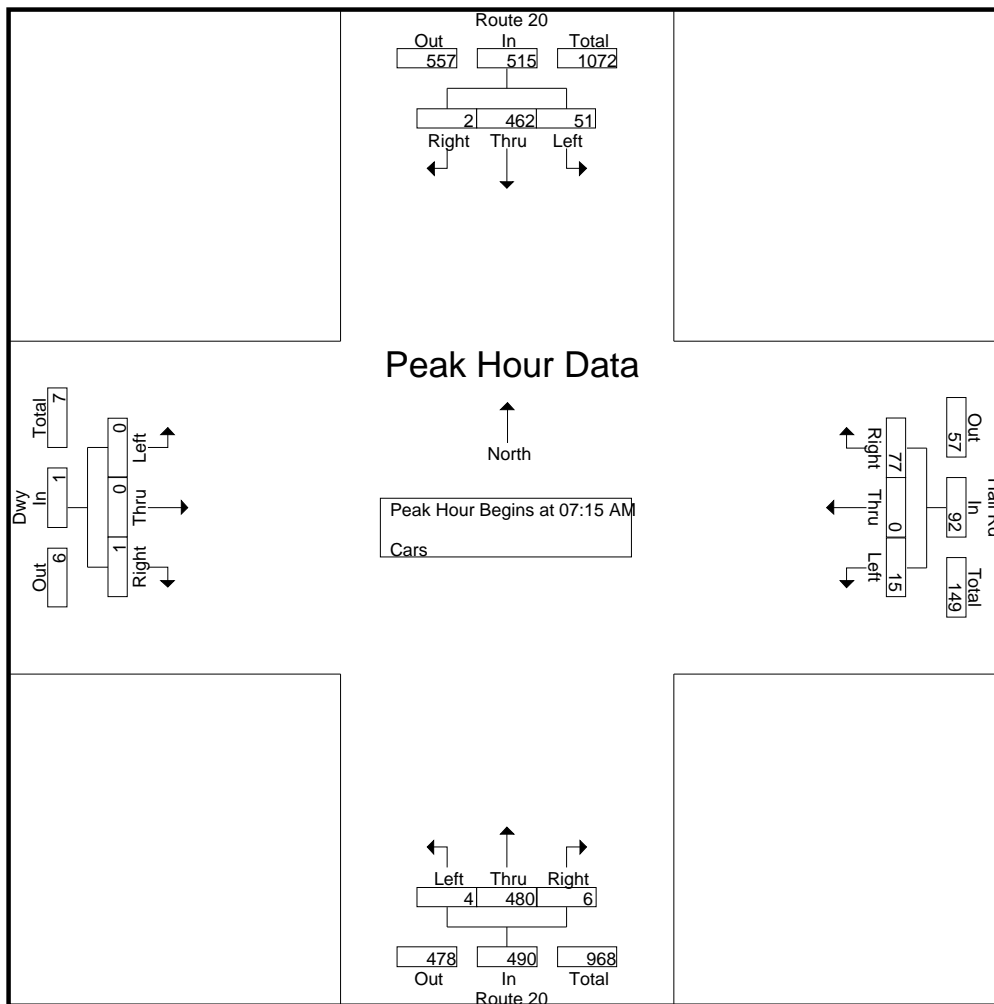 Route 20
Out In Total
557 515 1072
2 462 51
Right Thru Left
Peak Hour Data
North
Peak Hour Begins at 07:15 AM
Cars
Dwy
Total In Out
7 1 6
0 0 1
Left Thru Right
Out In Total
57 92 149
77 0 15
Right Thru Left
Left Thru Right
4 480 6
478 490 968
Out In Total
Route 20